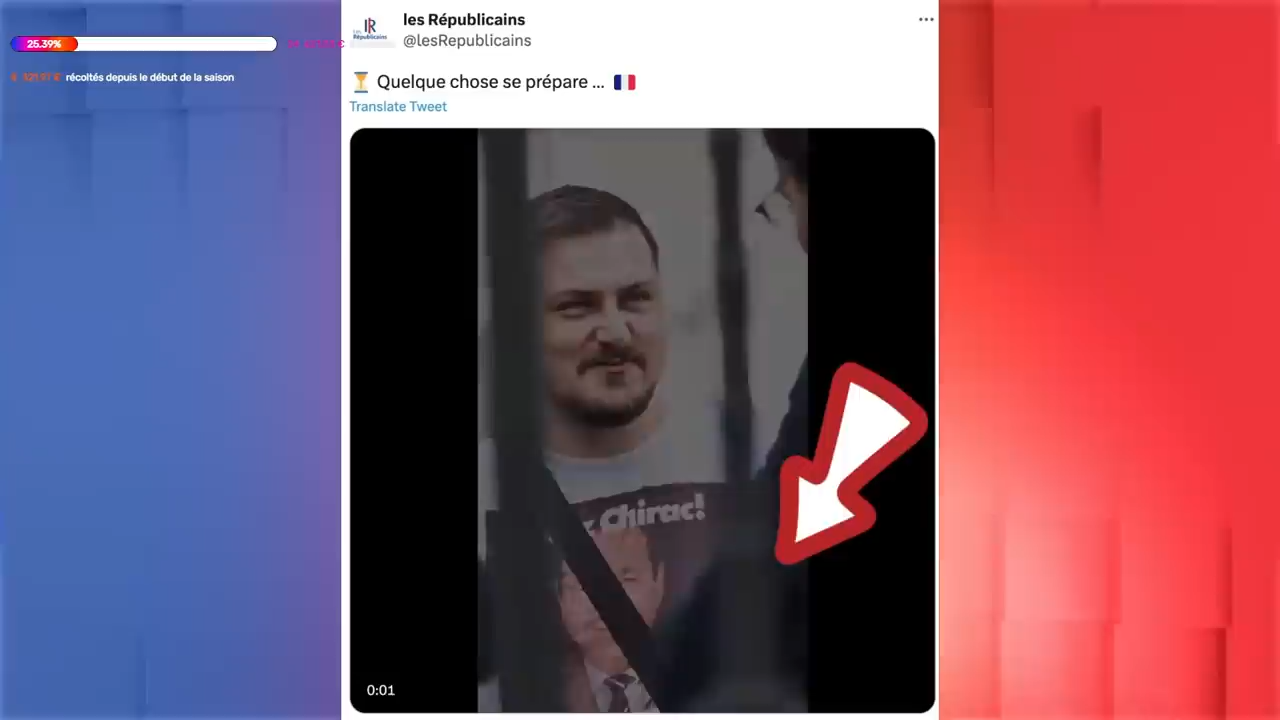 les Républicains
@lesRepublicains
25.39%
récoltés depuis le début de la saison
⏳ Quelque chose se prépare ... 🇫🇷
Translate Tweet
Chirac!
0:01